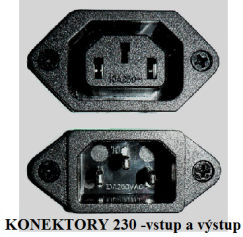 10A250~
10A250VAC
KONEKTORY 230 -vstup a výstup